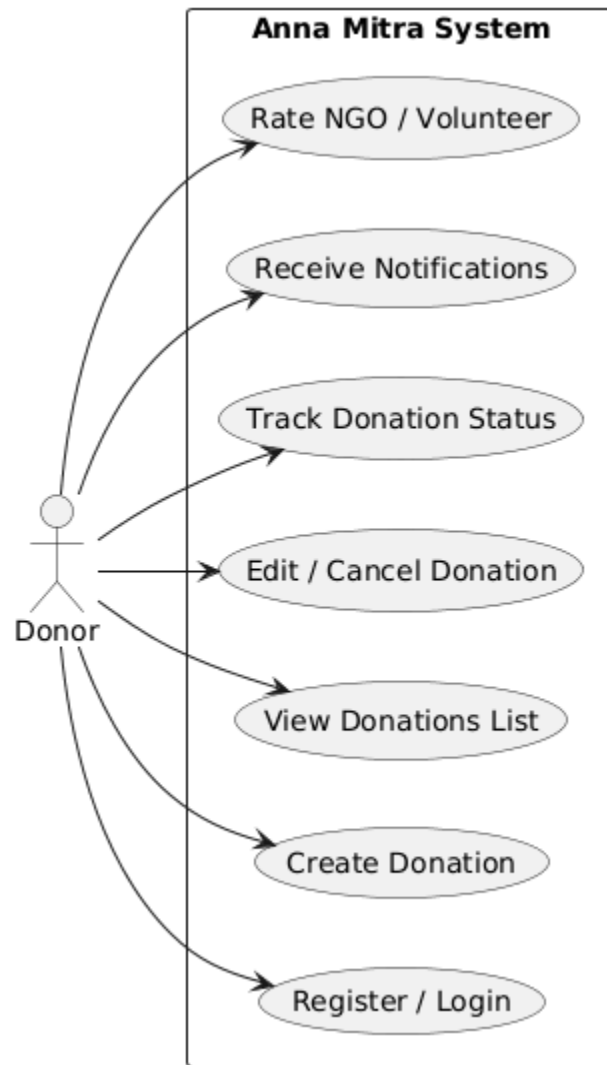 Anna Mitra System
Rate NGO / Volunteer
Receive Notifications
Track Donation Status
Edit / Cancel Donation
Donor
View Donations List
Create Donation
Register / Login